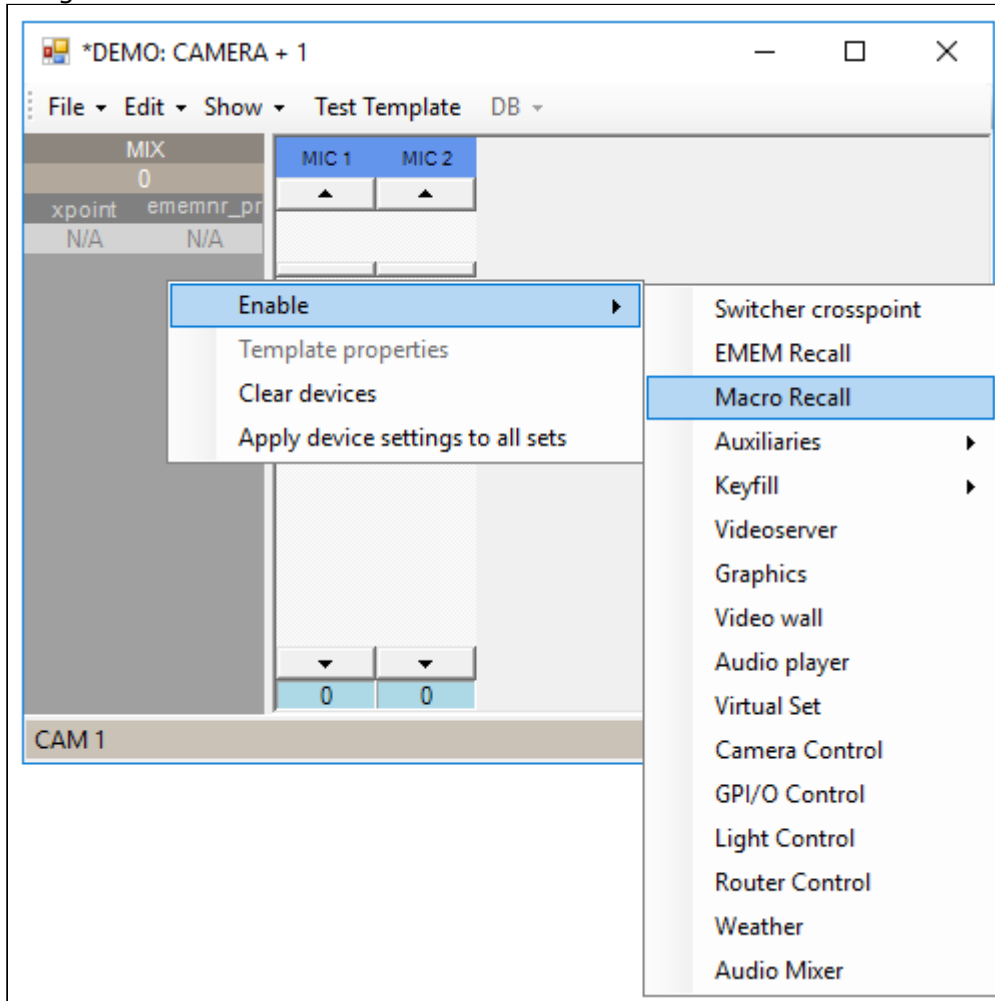 *DEMO: CAMERA + 1
File Edit Show Test Template DB
MIX
0
xpoint ememnr_pr
N/A N/A
MIC 1 MIC 2
Enable
Template properties
Clear devices
Apply device settings to all sets
Switcher crosspoint
EMEM Recall
Macro Recall
Auxiliaries
Keyfill
Videoserver
Graphics
Video wall
Audio player
Virtual Set
Camera Control
GPI/O Control
Light Control
Router Control
Weather
Audio Mixer
0 0
CAM 1